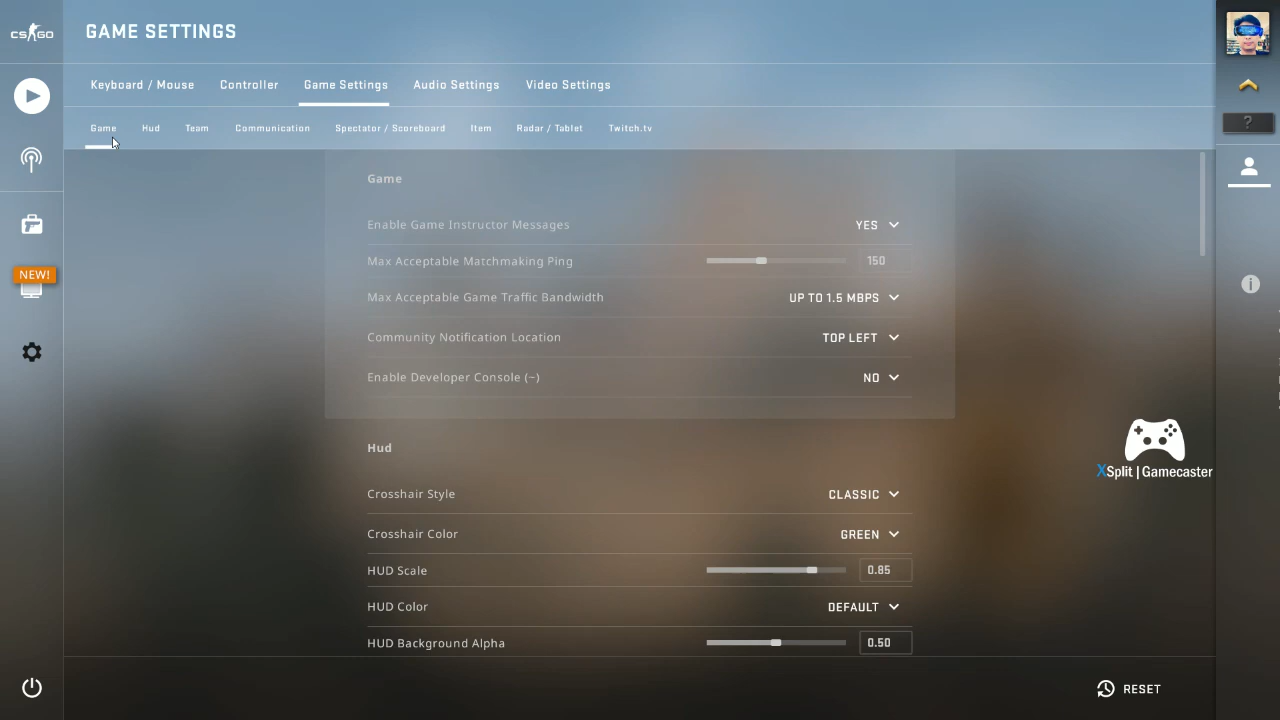 CS GO
GAME SETTINGS
Keyboard / Mouse Controller Game Settings Audio Settings Video Settings
Game Hud Team Communication Spectator / Scoreboard Item Radar / Tablet Twitch.tv
?
NEW!
Game
Enable Game Instructor Messages YES
Max Acceptable Matchmaking Ping 150
Max Acceptable Game Traffic Bandwidth UP TO 1.5 MBPS
Community Notification Location TOP LEFT
Enable Developer Console (~) NO
Hud
Crosshair Style CLASSIC
Crosshair Color GREEN
HUD Scale 0.85
HUD Color DEFAULT
HUD Background Alpha 0.50
XSplit | Gamecaster
RESET